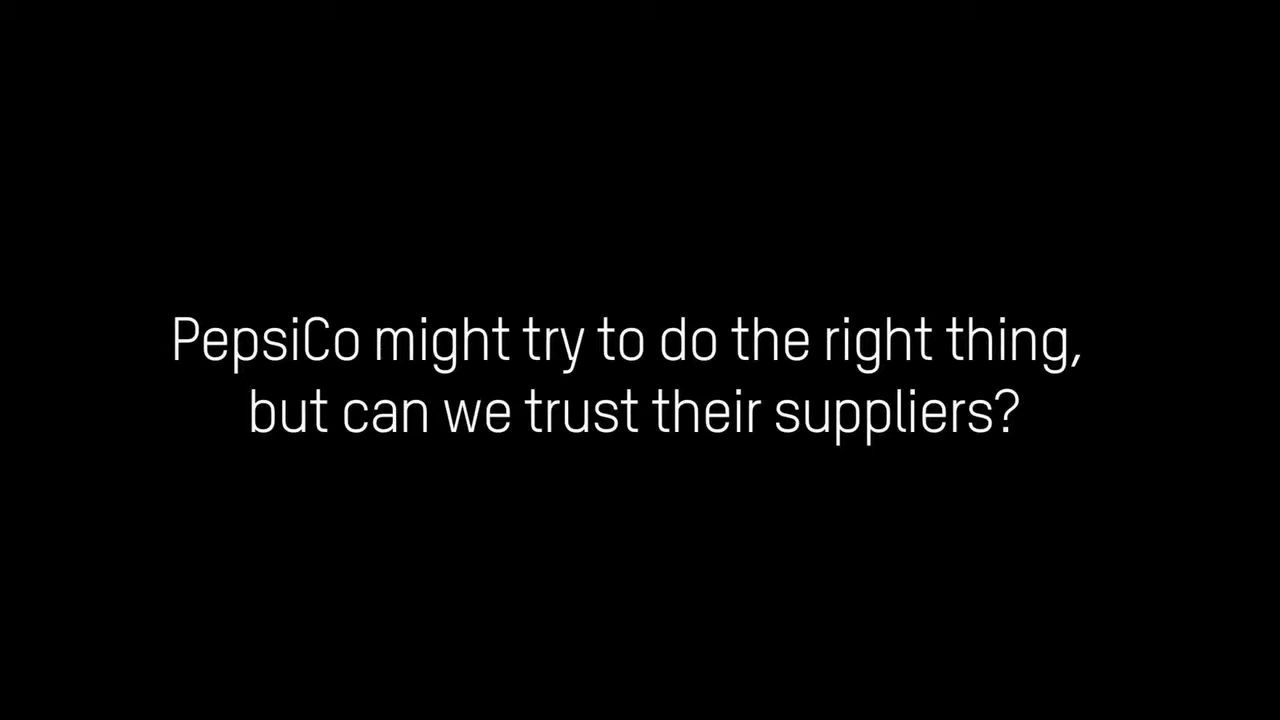 PepsiCo might try to do the right thing,
but can we trust their suppliers?